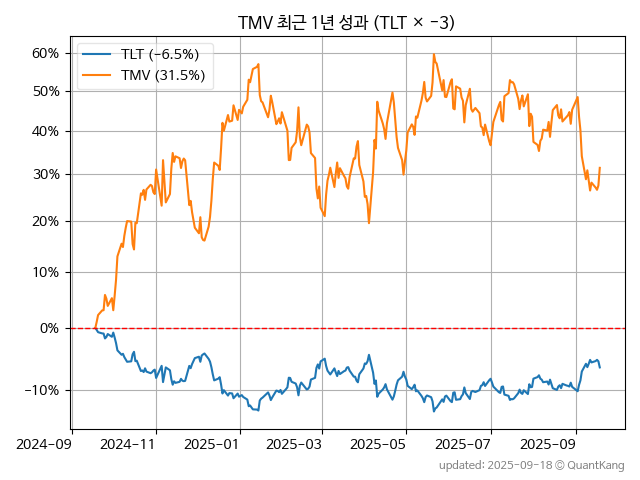 TMV 최근 1년 성과 (TLT × -3)
TLT (-6.5%)
TMV (31.5%)
60%
50%
40%
30%
20%
10%
0%
-10%
2024-09 2024-11 2025-01 2025-03 2025-05 2025-07 2025-09
updated: 2025-09-18 © QuantKang